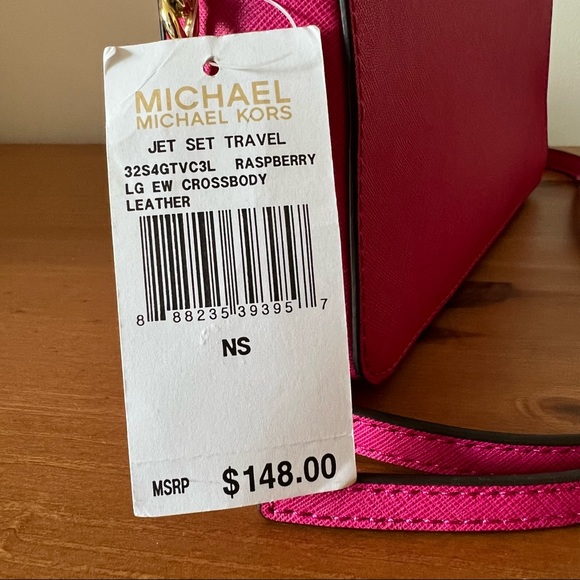 MICHAEL
MICHAEL KORS
JET SET TRAVEL
32S4GTVC3L RASPBERRY
LG EW CROSSBODY
LEATHER
8 88235 39395 7
NS
MSRP $148.00